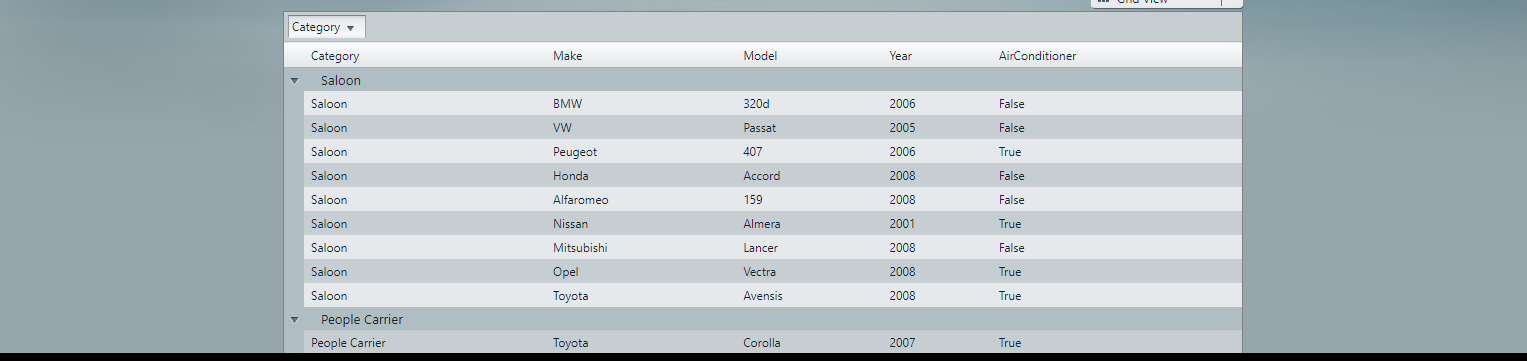 Grid View
Category
Category Make Model Year AirConditioner
Saloon
Saloon BMW 320d 2006 False
Saloon VW Passat 2005 False
Saloon Peugeot 407 2006 True
Saloon Honda Accord 2008 False
Saloon Alfaromeo 159 2008 False
Saloon Nissan Almera 2001 True
Saloon Mitsubishi Lancer 2008 False
Saloon Opel Vectra 2008 True
Saloon Toyota Avensis 2008 True
People Carrier
People Carrier Toyota Corolla 2007 True